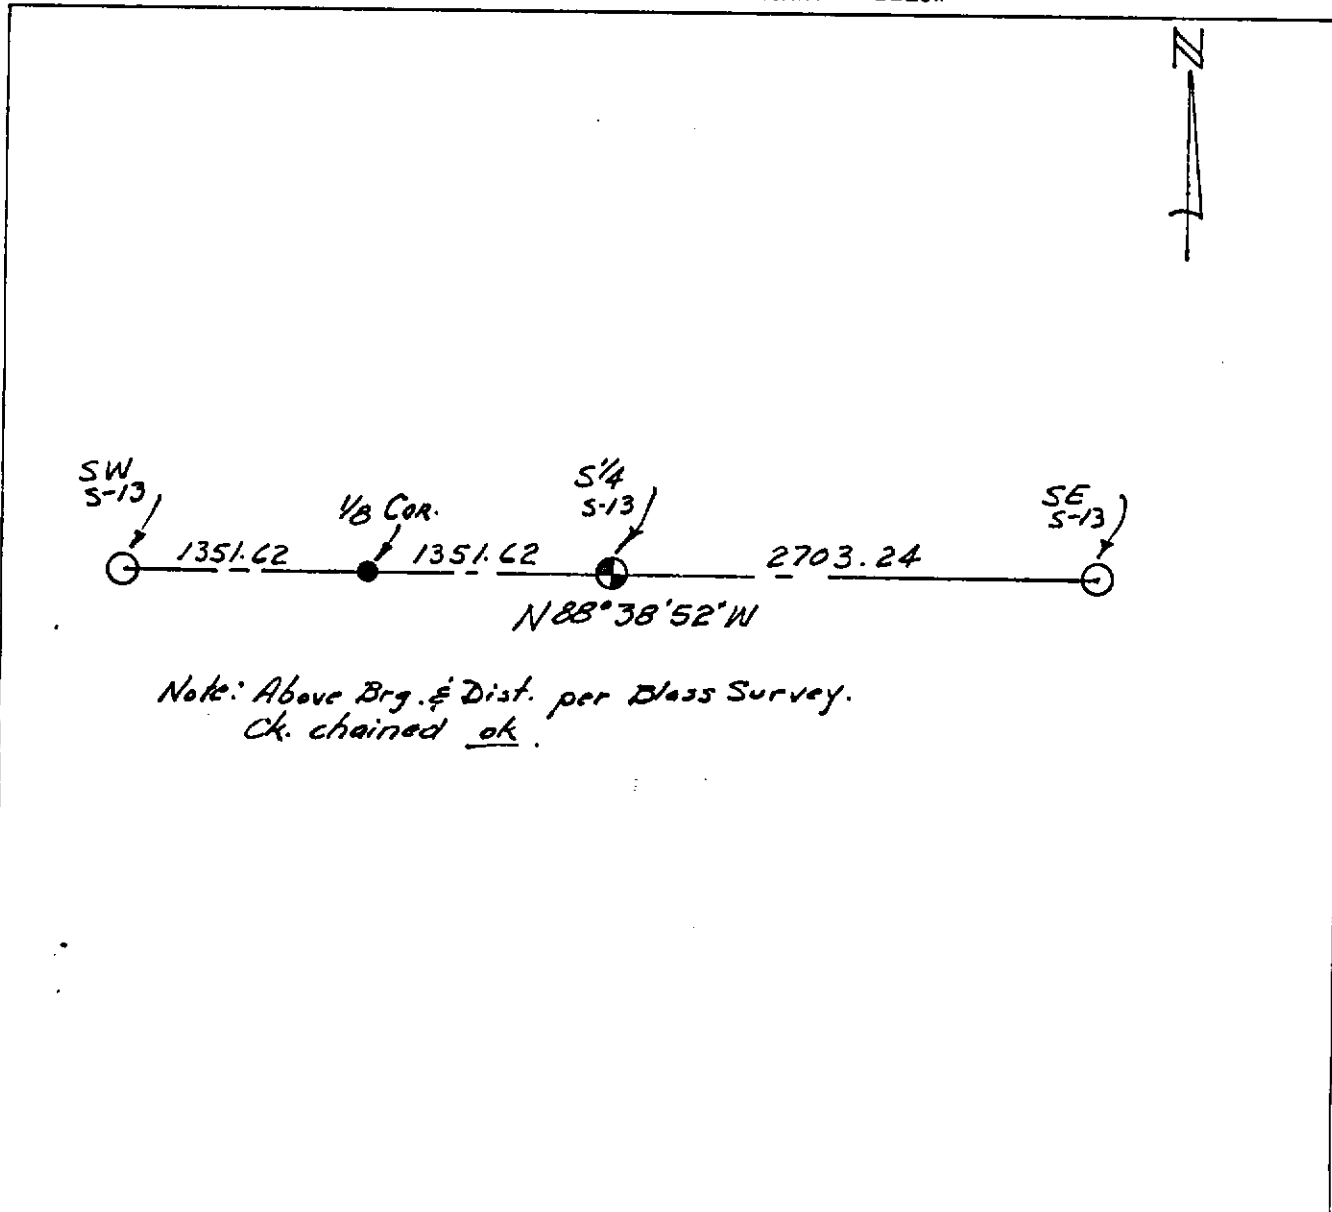 N
SW
S-13
1/8 COR.
S1/4
S-13
SE
S-13
1351.62
1351.62
2703.24
N88°38'52"W
Note: Above Brg. & Dist. per Blass Survey.
Ck. chained ok.